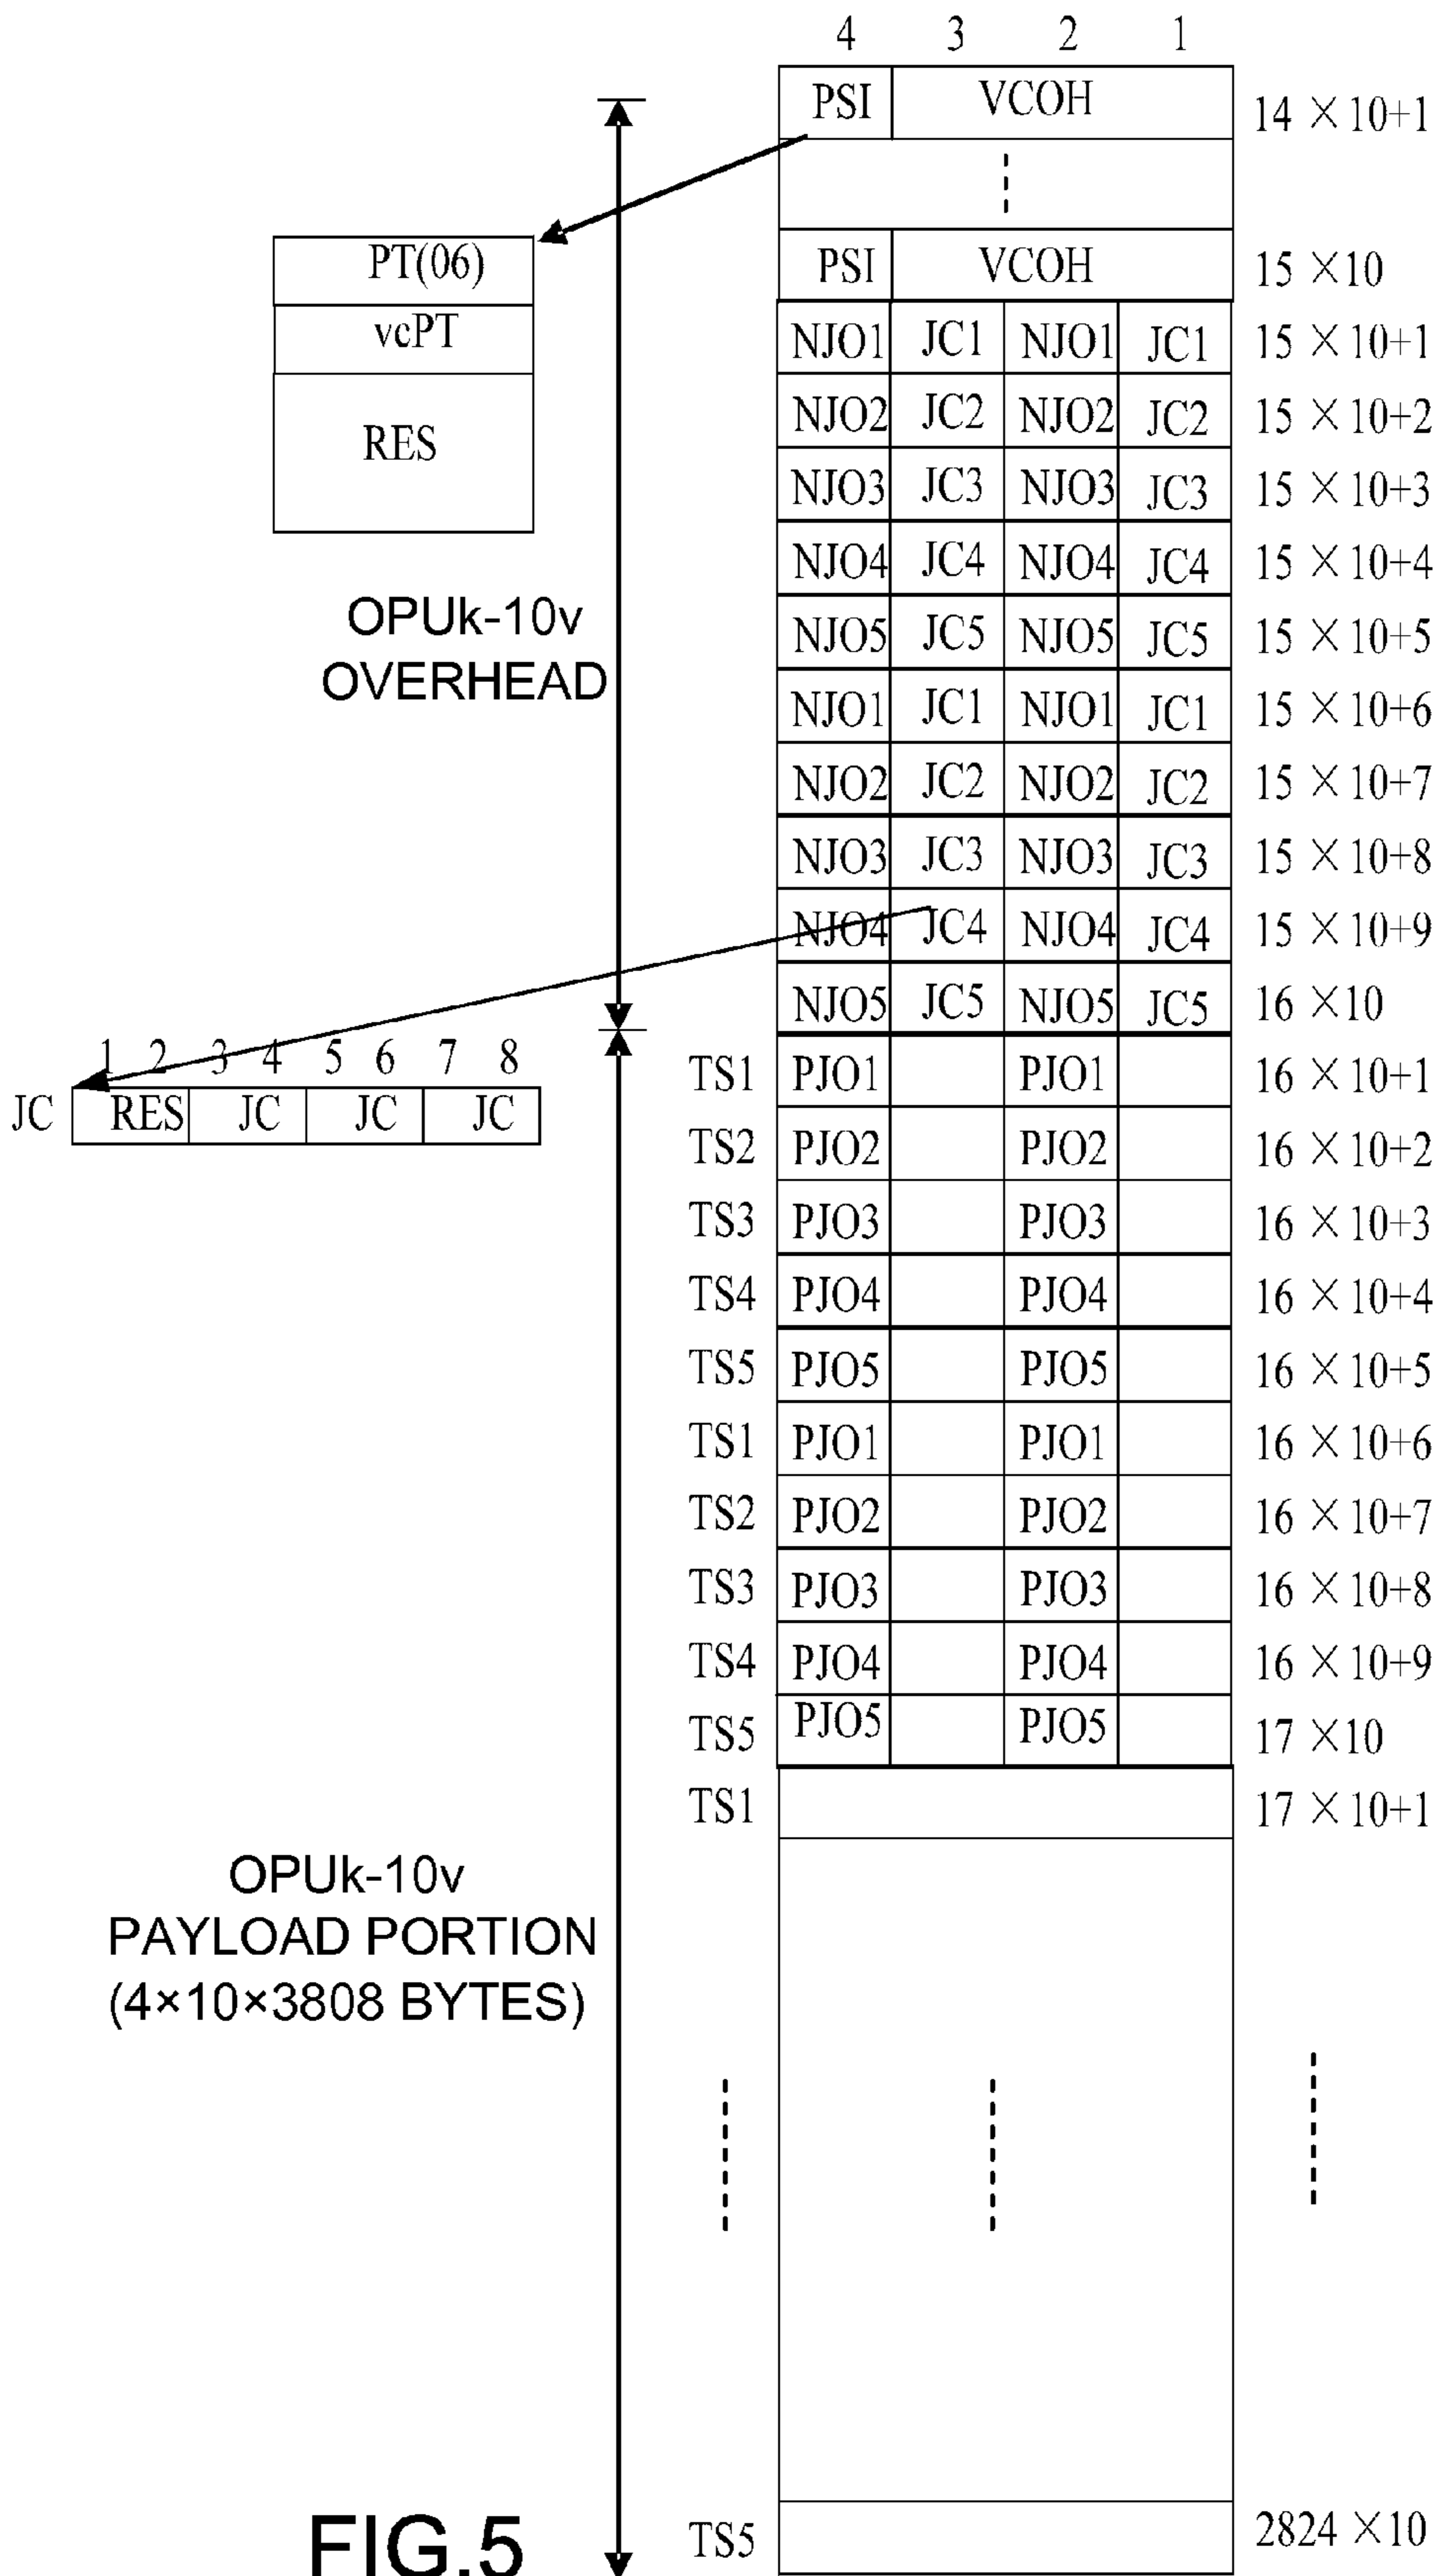 4 3 2 1
PSI VCOH 14 ×10+1
PSI VCOH 15 ×10
PT(06)
vcPT
RES
NJO1 JC1 NJO1 JC1 15 ×10+1
NJO2 JC2 NJO2 JC2 15 ×10+2
NJO3 JC3 NJO3 JC3 15 ×10+3
NJO4 JC4 NJO4 JC4 15 ×10+4
NJO5 JC5 NJO5 JC5 15 ×10+5
NJO1 JC1 NJO1 JC1 15 ×10+6
NJO2 JC2 NJO2 JC2 15 ×10+7
NJO3 JC3 NJO3 JC3 15 ×10+8
NJO4 JC4 NJO4 JC4 15 ×10+9
NJO5 JC5 NJO5 JC5 16 ×10
OPUk-10v
OVERHEAD
1 2 3 4 5 6 7 8
JC RES JC JC JC
TS1 PJO1 PJO1 16 ×10+1
TS2 PJO2 PJO2 16 ×10+2
TS3 PJO3 PJO3 16 ×10+3
TS4 PJO4 PJO4 16 ×10+4
TS5 PJO5 PJO5 16 ×10+5
TS1 PJO1 PJO1 16 ×10+6
TS2 PJO2 PJO2 16 ×10+7
TS3 PJO3 PJO3 16 ×10+8
TS4 PJO4 PJO4 16 ×10+9
TS5 PJO5 PJO5 17 ×10
TS1 17 ×10+1
OPUk-10v
PAYLOAD PORTION
(4×10×3808 BYTES)
TS5 2824 ×10
FIG.5